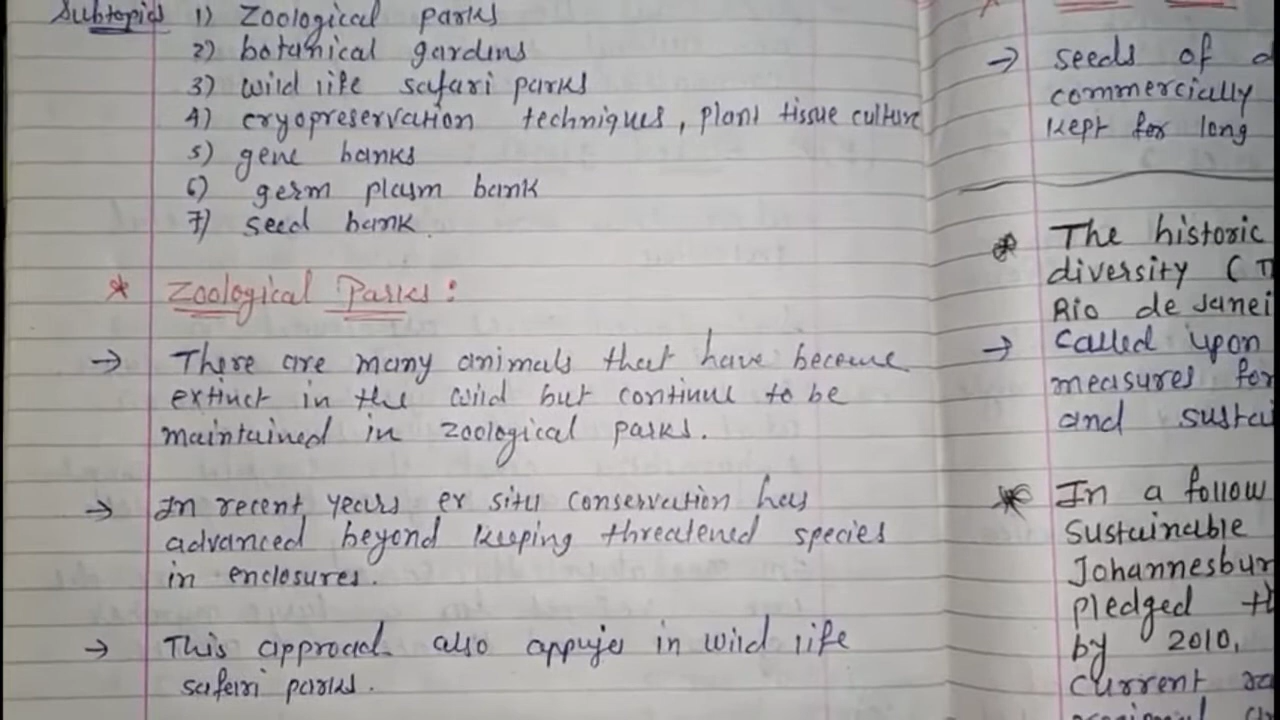 Subtopics 1) Zoological parks
2) botanical gardens
3) wild life safari parks
4) cryopreservation techniques, plant tissue culture
5) gene banks
6) germ plasm bank
7) seed bank.
* Zoological Parks:
→ There are many animals that have become
extinct in the wild but continue to be
maintained in zoological parks.
→ In recent years ex situ conservation has
advanced beyond keeping threatened species
in enclosures.
→ This approach also in wild life
safari parks.
→ seeds of
commercially
kept for long
* The historic
diversity (
Rio de Janei
→ Called upon
measures for
and sustai
* In a follow
Sustainable
Johannesbur
pledged
by 2010,
current